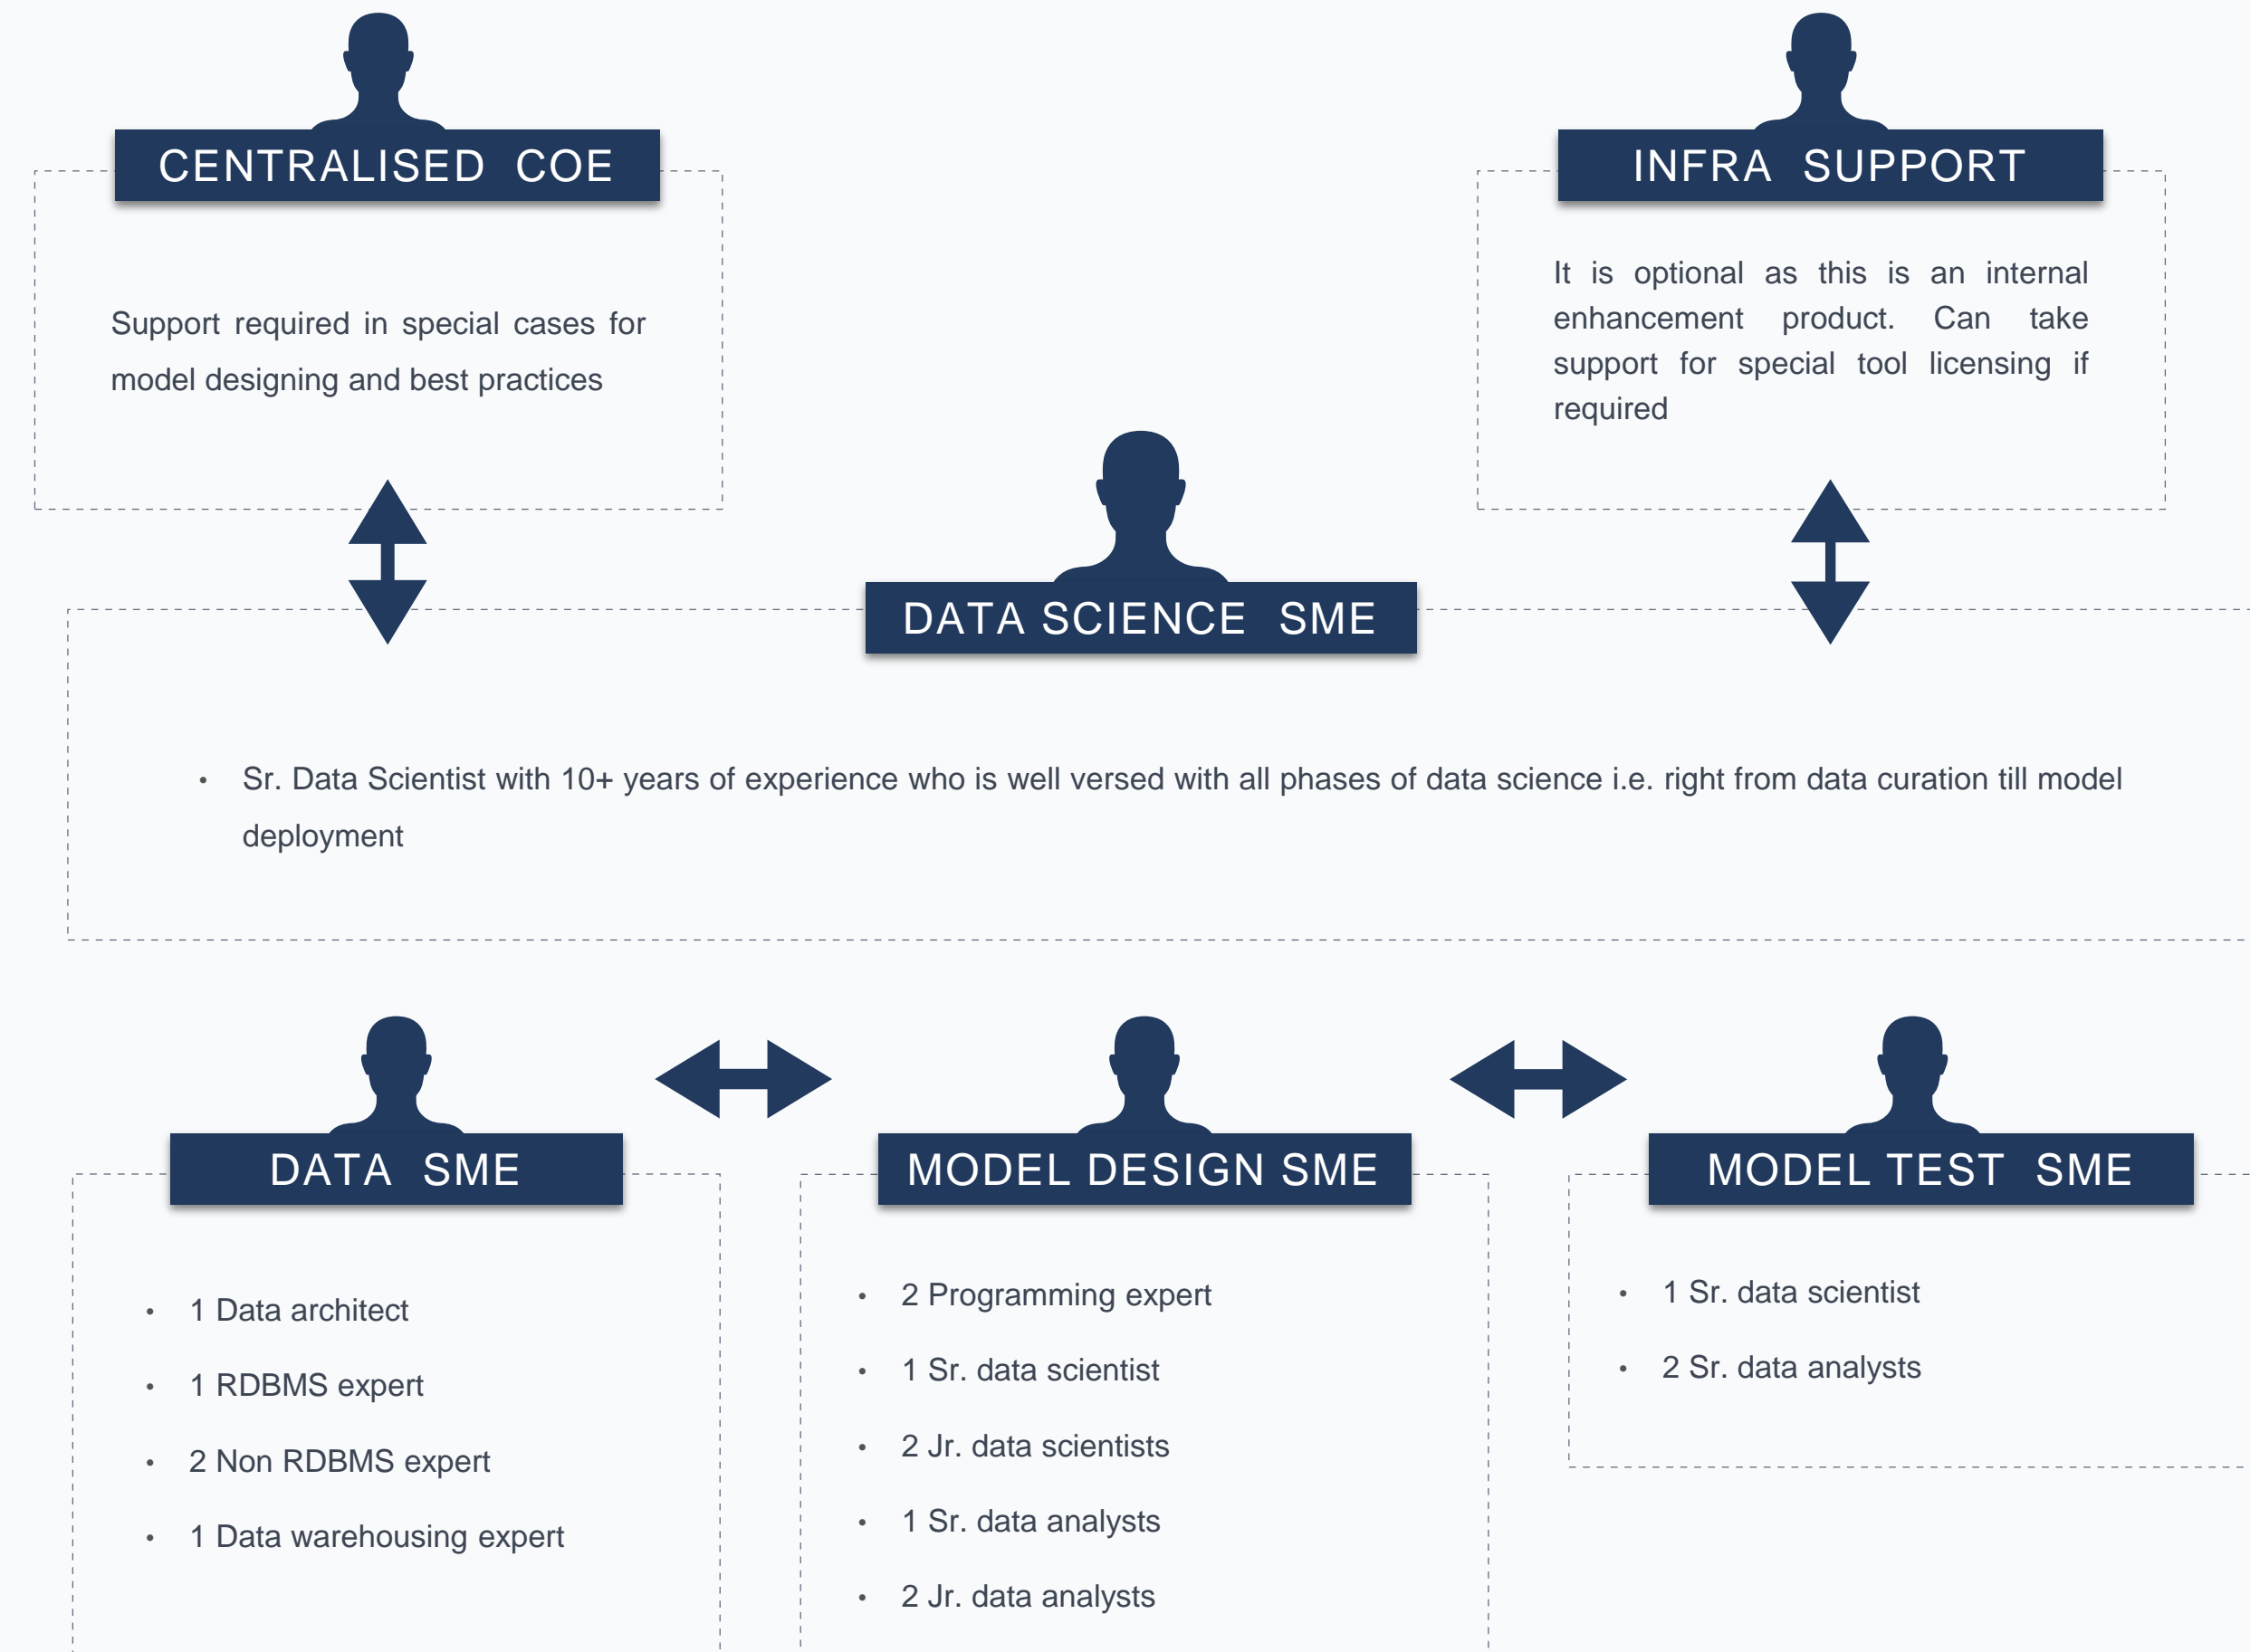 CENTRALISED COE
Support required in special cases for
model designing and best practices
INFRA SUPPORT
It is optional as this is an internal
enhancement product. Can take
support for special tool licensing if
required
DATA SCIENCE SME
• Sr. Data Scientist with 10+ years of experience who is well versed with all phases of data science i.e. right from data curation till model
deployment
DATA SME
• 1 Data architect
• 1 RDBMS expert
• 2 Non RDBMS expert
• 1 Data warehousing expert
MODEL DESIGN SME
• 2 Programming expert
• 1 Sr. data scientist
• 2 Jr. data scientists
• 1 Sr. data analysts
• 2 Jr. data analysts
MODEL TEST SME
• 1 Sr. data scientist
• 2 Sr. data analysts